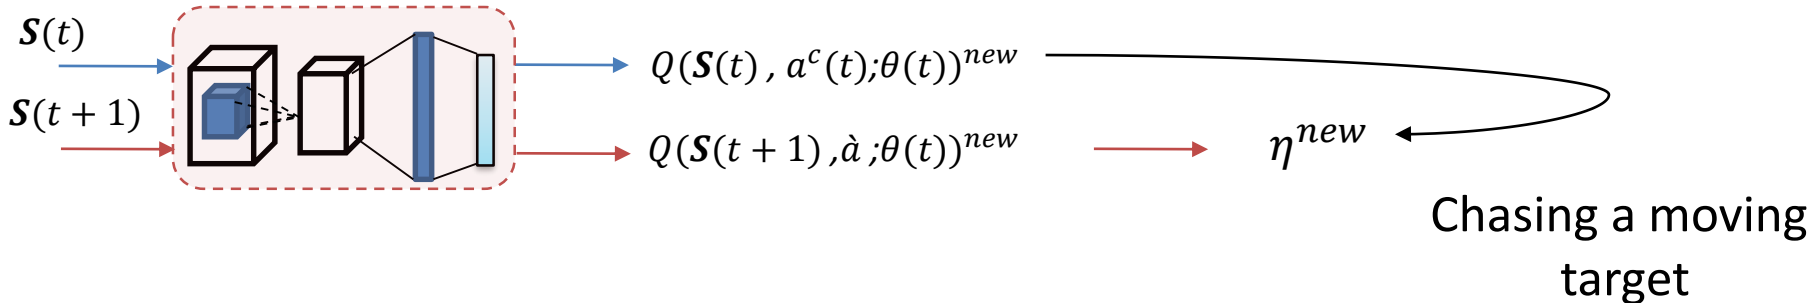 S(t)
Q(S(t) , a^c(t);θ(t))^new
S(t + 1)
Q(S(t + 1) ,à ;θ(t))^new
η^new
Chasing a moving
target